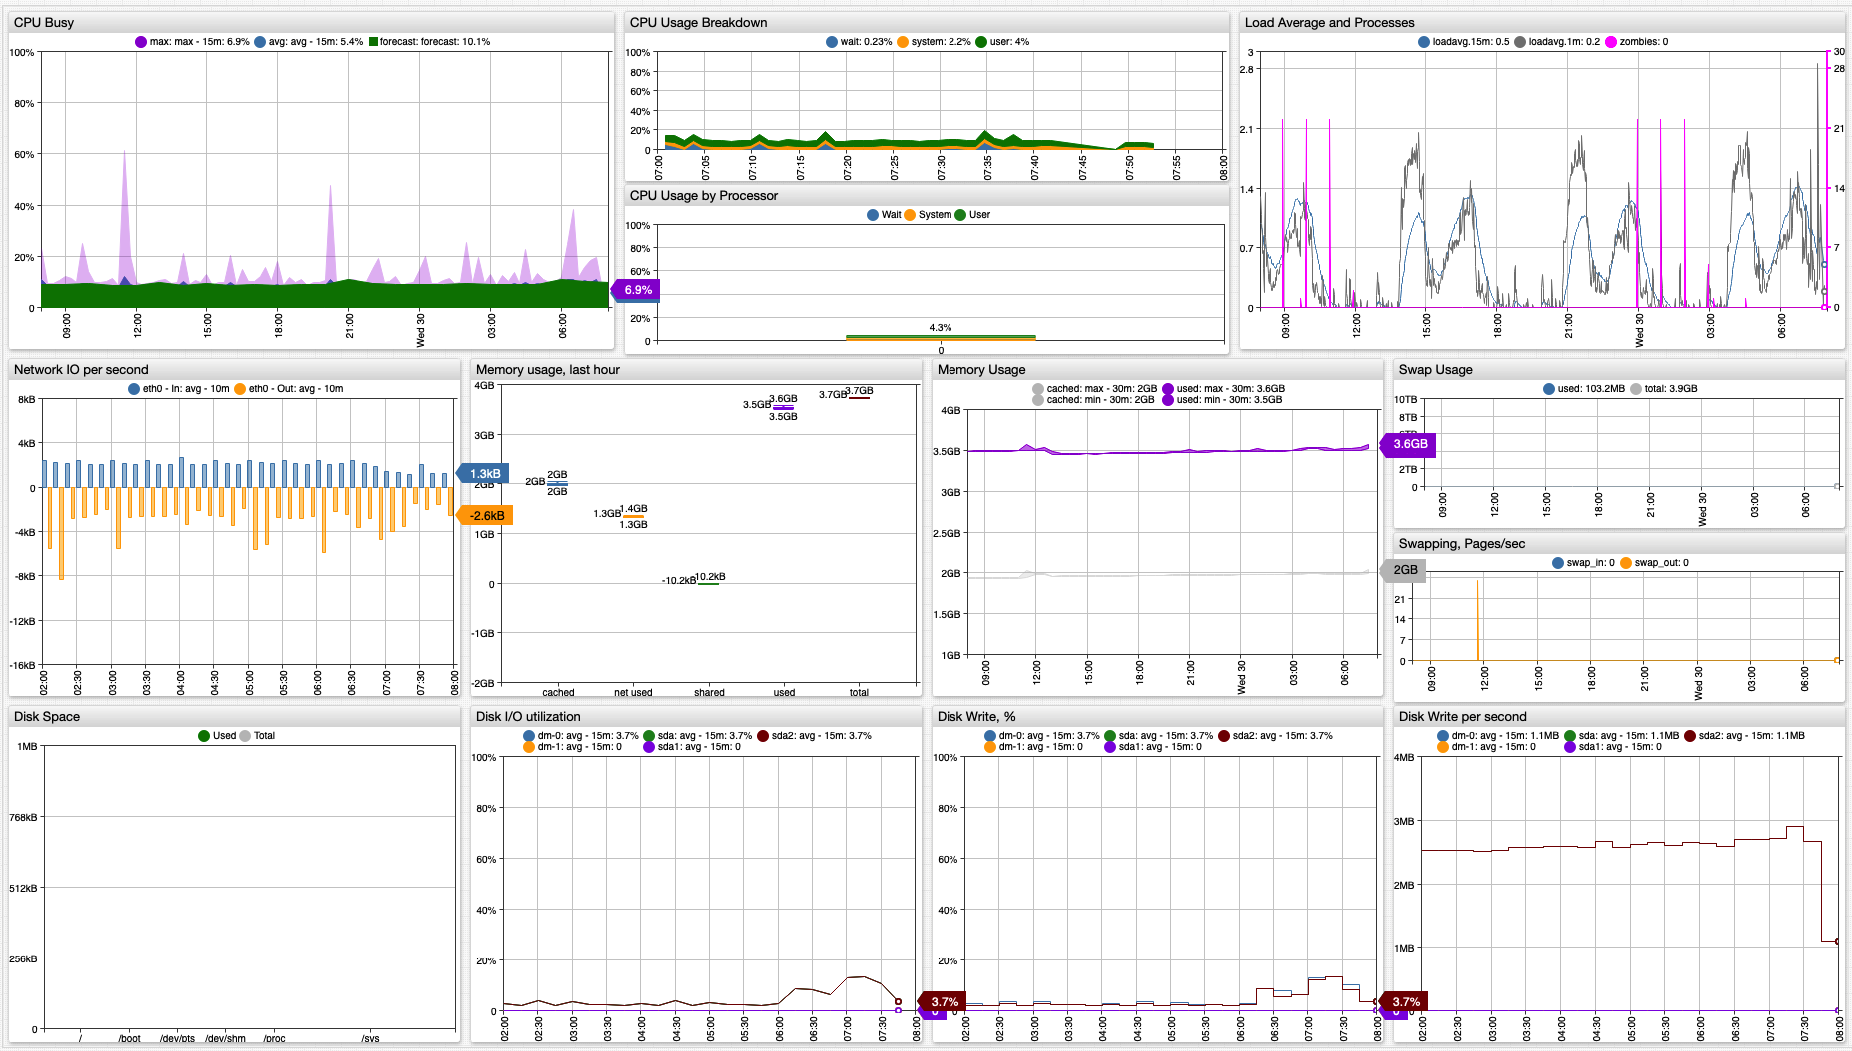 CPU Busy
max: max - 15m: 6.9% avg: avg - 15m: 5.4% forecast: forecast: 10.1%
100%
80%
60%
40%
20%
0
09:00 12:00 15:00 18:00 21:00 Wed 30 03:00 06:00
6.9%
CPU Usage Breakdown
wait: 0.23% system: 2.2% user: 4%
100%
80%
60%
40%
20%
0
07:00 07:05 07:10 07:15 07:20 07:25 07:30 07:35 07:40 07:45 07:50 07:55 08:00
CPU Usage by Processor
Wait System User
100%
80%
60%
40%
20%
0
4.3%
0
Load Average and Processes
loadavg.15m: 0.5 loadavg.1m: 0.2 zombies: 0
3 30
2.8 28
2.1 21
1.4 14
0.7 7
0 0
09:00 12:00 15:00 18:00 21:00 Wed 30 03:00 06:00
Network IO per second
eth0 - In: avg - 10m eth0 - Out: avg - 10m
8kB
4kB
0
-4kB
-8kB
-12kB
-16kB
02:00 02:30 03:00 03:30 04:00 04:30 05:00 05:30 06:00 06:30 07:00 07:30 08:00
1.3kB
-2.6kB
Memory usage, last hour
4GB
3GB
2GB
1GB
0
-1GB
-2GB
2GB
2GB
2GB
1.4GB
1.3GB
1.3GB
10.2kB
-10.2kB
3.6GB
3.5GB
3.5GB
3.7GB
3.7GB
cached net used shared used total
Memory Usage
cached: max - 30m: 2GB used: max - 30m: 3.6GB
cached: min - 30m: 2GB used: min - 30m: 3.5GB
4GB
3.5GB
3GB
2.5GB
2GB
1.5GB
1GB
09:00 12:00 15:00 18:00 21:00 Wed 30 03:00 06:00
3.6GB
2GB
Swap Usage
used: 103.2MB total: 3.9GB
10TB
8TB
2TB
0
09:00 12:00 15:00 18:00 21:00 Wed 30 03:00 06:00
Swapping, Pages/sec
swap_in: 0 swap_out: 0
21
14
7
0
09:00 12:00 15:00 18:00 21:00 Wed 30 03:00 06:00
Disk Space
Used Total
1MB
768kB
512kB
256kB
0
/ /boot /dev/pts /dev/shm /proc /sys
Disk I/O utilization
dm-0: avg - 15m: 3.7% sda: avg - 15m: 3.7% sda2: avg - 15m: 3.7%
dm-1: avg - 15m: 0 sda1: avg - 15m: 0
100%
80%
60%
40%
20%
0
02:00 02:30 03:00 03:30 04:00 04:30 05:00 05:30 06:00 06:30 07:00 07:30 08:00
3.7%
Disk Write, %
dm-0: avg - 15m: 3.7% sda: avg - 15m: 3.7% sda2: avg - 15m: 3.7%
dm-1: avg - 15m: 0 sda1: avg - 15m: 0
100%
80%
60%
40%
20%
02:00 02:30 03:00 03:30 04:00 04:30 05:00 05:30 06:00 06:30 07:00 07:30 08:00
3.7%
Disk Write per second
dm-0: avg - 15m: 1.1MB sda: avg - 15m: 1.1MB sda2: avg - 15m: 1.1MB
dm-1: avg - 15m: 0 sda1: avg - 15m: 0
4MB
3MB
2MB
1MB
02:00 02:30 03:00 03:30 04:00 04:30 05:00 05:30 06:00 06:30 07:00 07:30 08:00